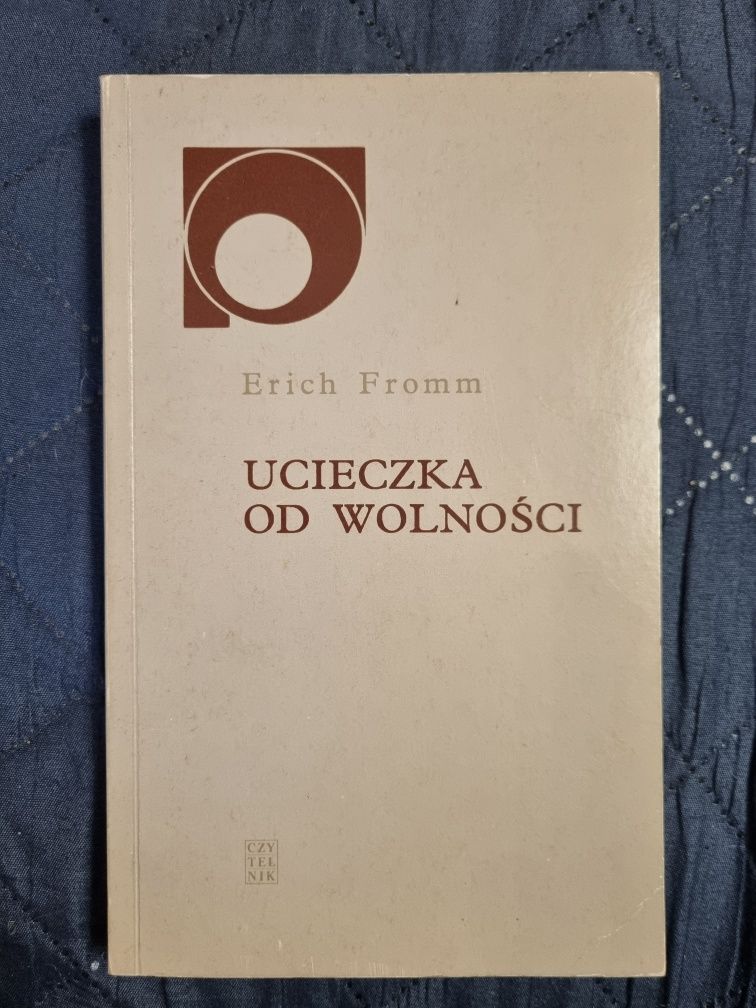 Erich Fromm
UCIECZKA
OD WOLNOŚCI
CZY
TEL
NIK